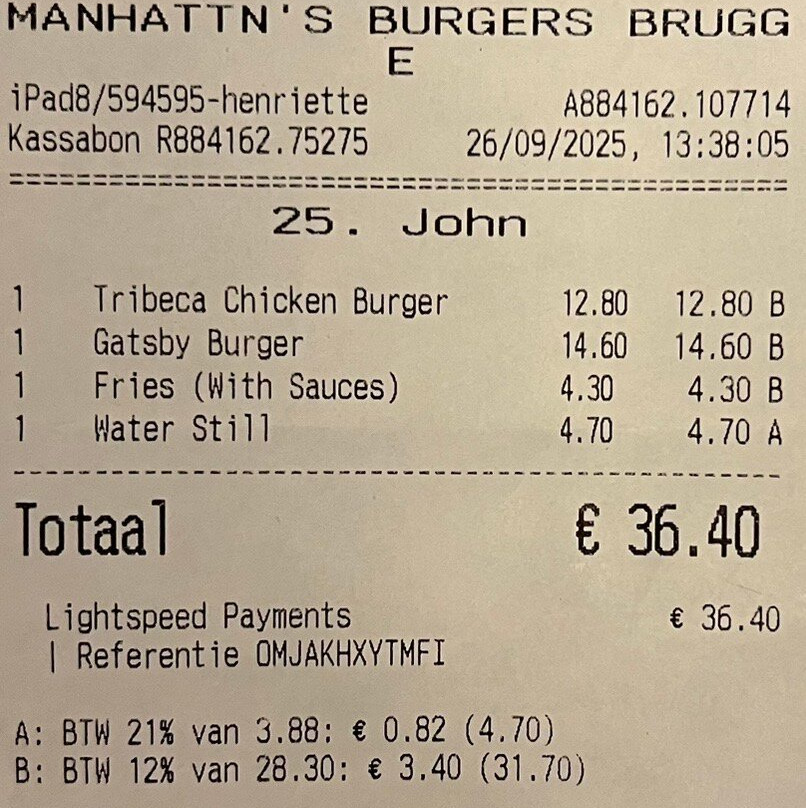 MANHATTN'S BURGERS BRUGG
E
iPad8/594595-henriette A884162.107714
Kassabon R884162.75275 26/09/2025, 13:38:05
25. John
1 Tribeca Chicken Burger 12.80 12.80 B
1 Gatsby Burger 14.60 14.60 B
1 Fries (With Sauces) 4.30 4.30 B
1 Water Still 4.70 4.70 A
Totaal € 36.40
Lightspeed Payments € 36.40
| Referentie OMJAKHXYTMFI
A: BTW 21% van 3.88: € 0.82 (4.70)
B: BTW 12% van 28.30: € 3.40 (31.70)